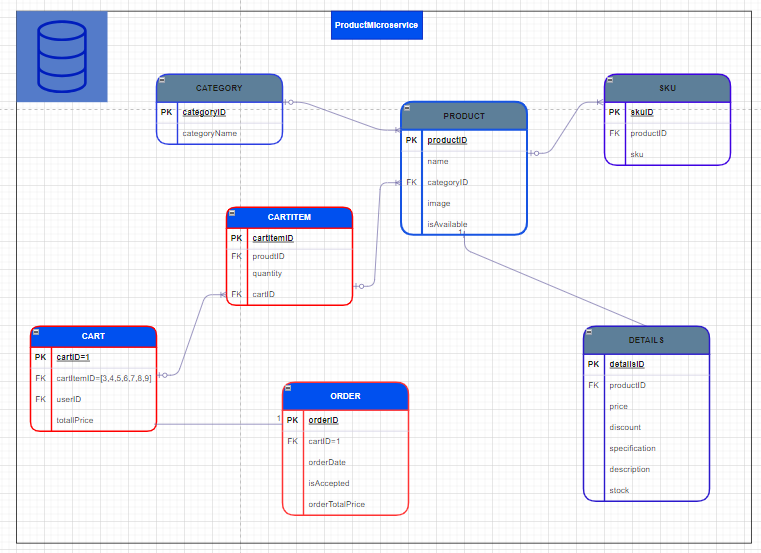 ProductMicroservice
CATEGORY
PK categoryID
categoryName
PRODUCT
PK productID
name
FK categoryID
image
isAvailable
1
SKU
PK skuID
FK productID
sku
CARTITEM
PK cartitemID
FK proudtID
quantity
FK cartID
CART
PK cartID=1
FK cartItemID=[3,4,5,6,7,8,9]
FK userID
totallPrice
1
ORDER
PK orderID
FK cartID=1
orderDate
isAccepted
orderTotalPrice
DETAILS
PK detailsID
FK productID
price
discount
specification
description
stock